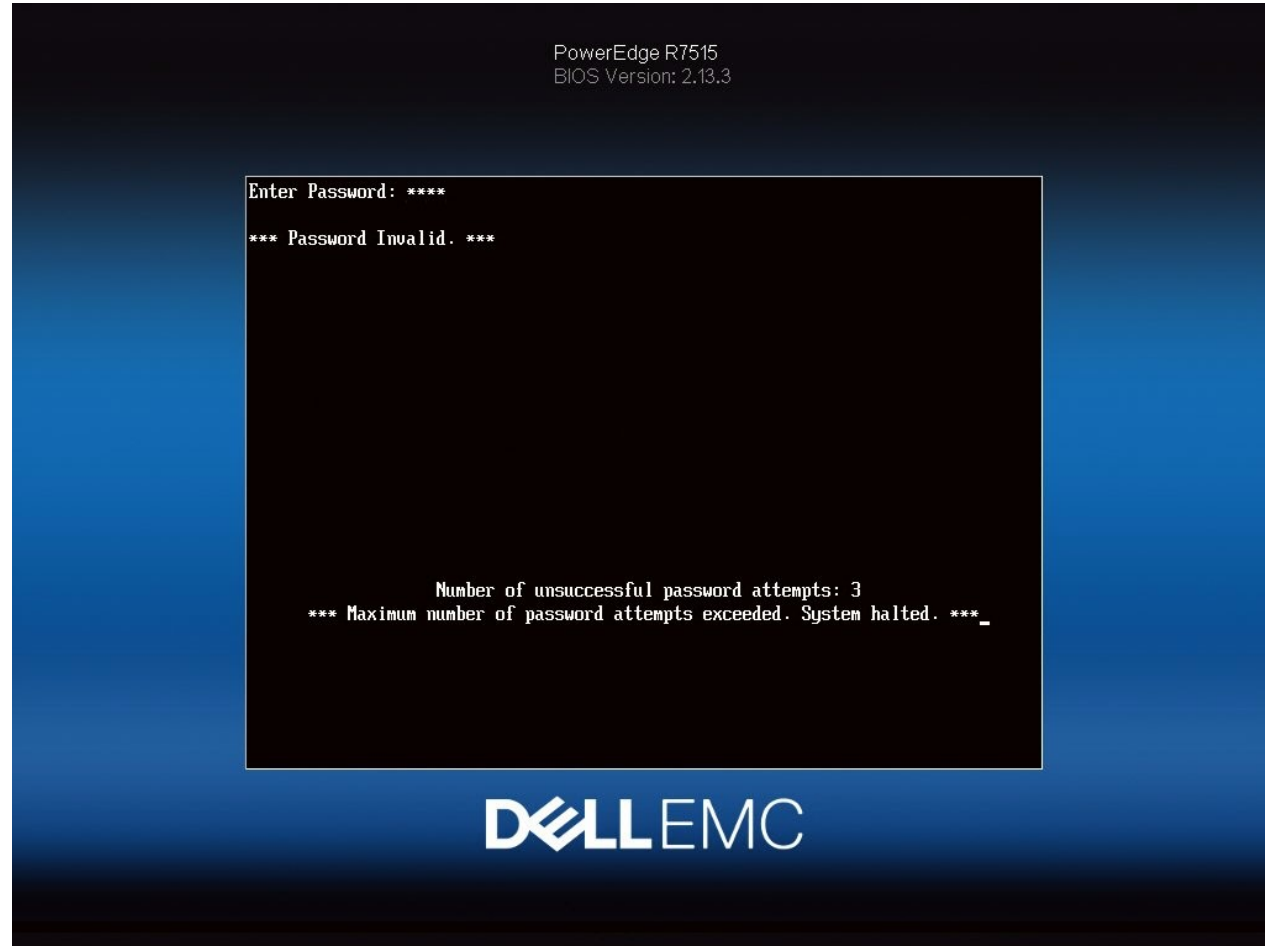 PowerEdge R7515
BIOS Version: 2.13.3
Enter Password: ****
*** Password Invalid. ***
Number of unsuccessful password attempts: 3
*** Maximum number of password attempts exceeded. System halted. ***_
DELLEMC